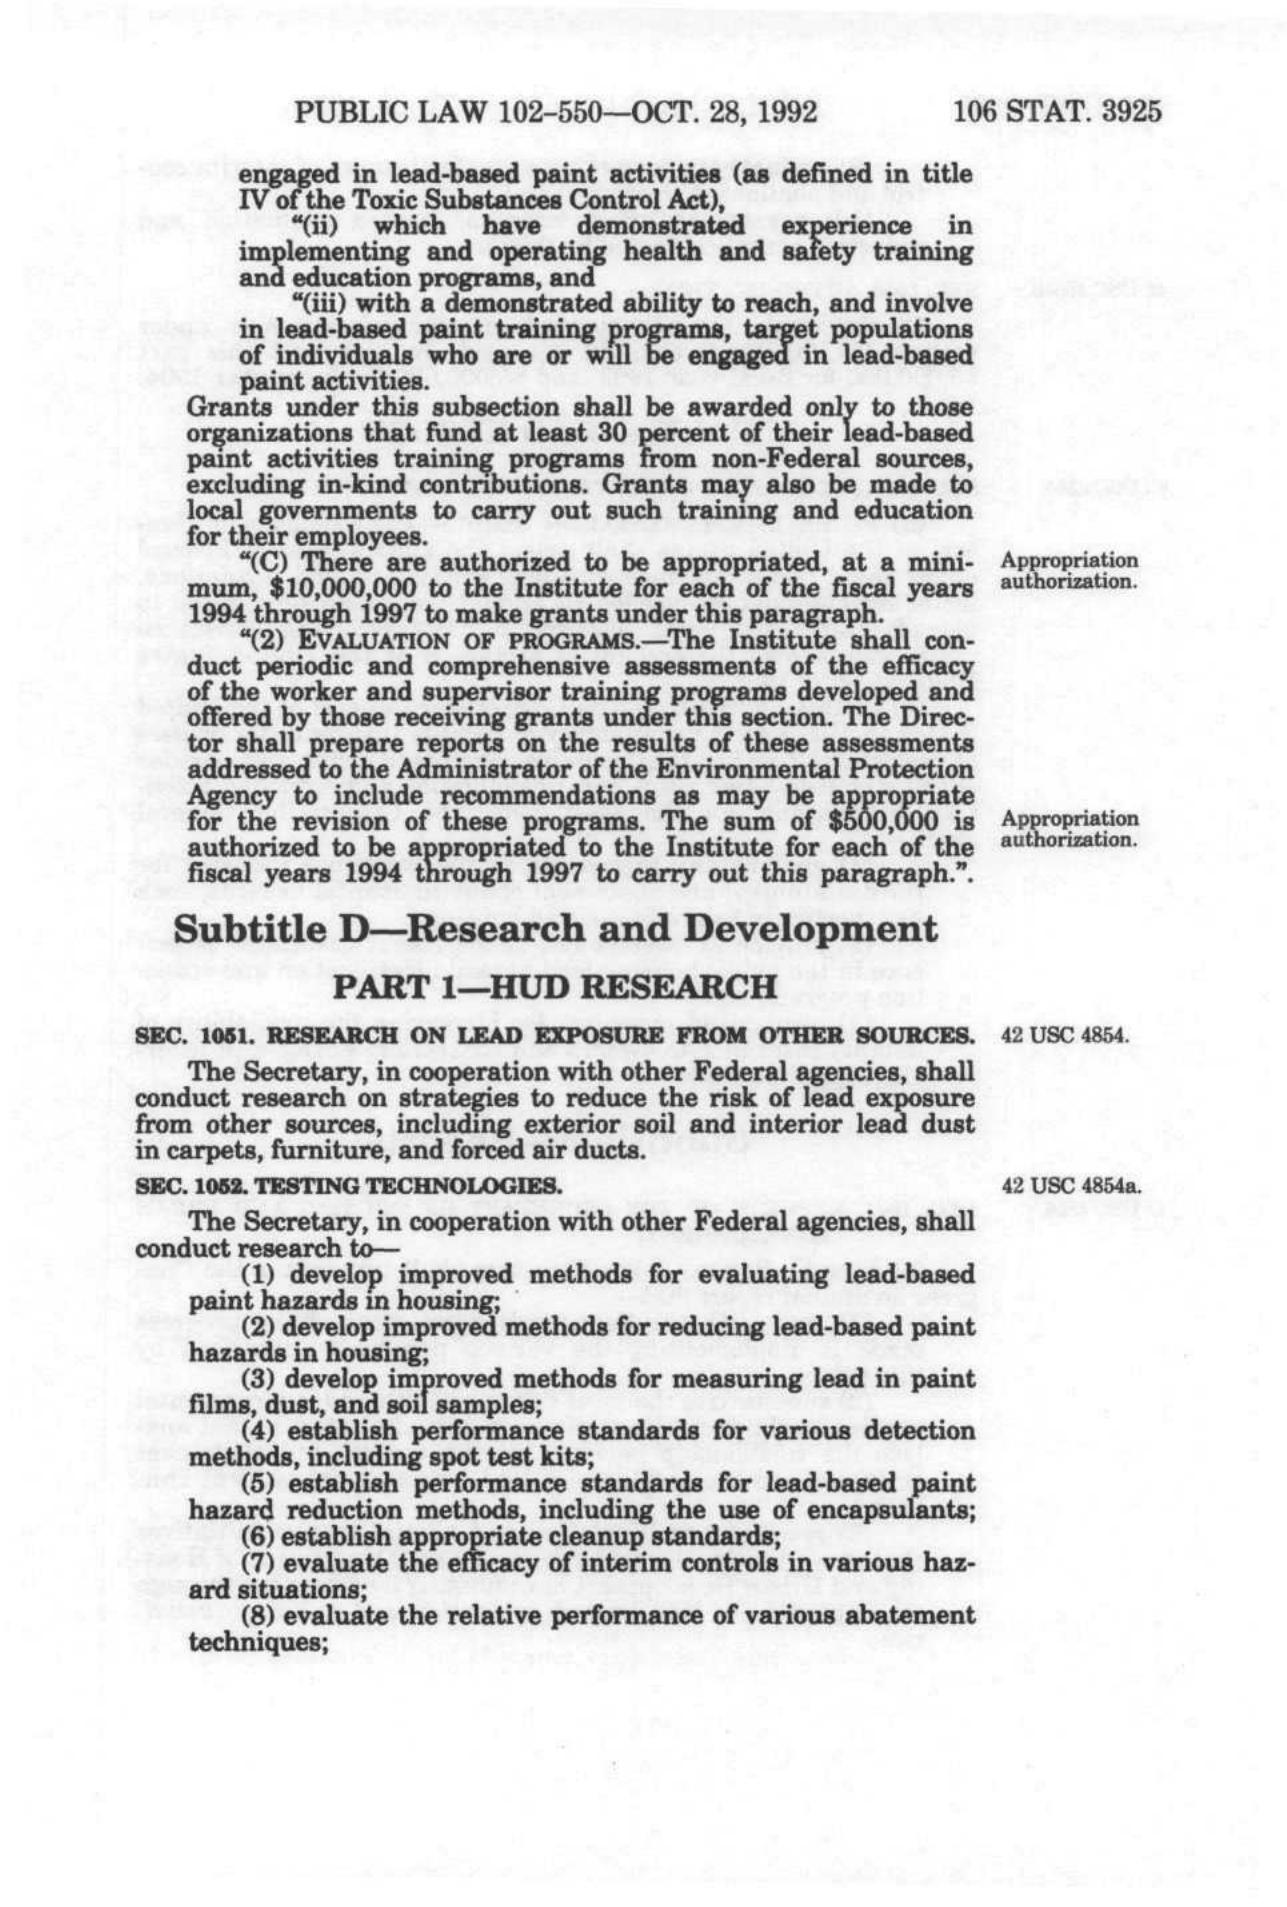 PUBLIC LAW 102–550—OCT. 28, 1992 106 STAT. 3925
engaged in lead-based paint activities (as defined in title
IV of the Toxic Substances Control Act),
“(ii) which have demonstrated experience in
implementing and operating health and safety training
and education programs, and
“(iii) with a demonstrated ability to reach, and involve
in lead-based paint training programs, target populations
of individuals who are or will be engaged in lead-based
paint activities.
Grants under this subsection shall be awarded only to those
organizations that fund at least 30 percent of their lead-based
paint activities training programs from non-Federal sources,
excluding in-kind contributions. Grants may also be made to
local governments to carry out such training and education
for their employees.
“(C) There are authorized to be appropriated, at a mini-
mum, $10,000,000 to the Institute for each of the fiscal years
1994 through 1997 to make grants under this paragraph.
Appropriation
authorization.
“(2) EVALUATION OF PROGRAMS.—The Institute shall con-
duct periodic and comprehensive assessments of the efficacy
of the worker and supervisor training programs developed and
offered by those receiving grants under this section. The Direc-
tor shall prepare reports on the results of these assessments
addressed to the Administrator of the Environmental Protection
Agency to include recommendations as may be appropriate
for the revision of these programs. The sum of $500,000 is
authorized to be appropriated to the Institute for each of the
fiscal years 1994 through 1997 to carry out this paragraph.”.
Appropriation
authorization.
Subtitle D—Research and Development
PART 1—HUD RESEARCH
SEC. 1051. RESEARCH ON LEAD EXPOSURE FROM OTHER SOURCES. 42 USC 4854.
The Secretary, in cooperation with other Federal agencies, shall
conduct research on strategies to reduce the risk of lead exposure
from other sources, including exterior soil and interior lead dust
in carpets, furniture, and forced air ducts.
SEC. 1052. TESTING TECHNOLOGIES. 42 USC 4854a.
The Secretary, in cooperation with other Federal agencies, shall
conduct research to—
(1) develop improved methods for evaluating lead-based
paint hazards in housing;
(2) develop improved methods for reducing lead-based paint
hazards in housing;
(3) develop improved methods for measuring lead in paint
films, dust, and soil samples;
(4) establish performance standards for various detection
methods, including spot test kits;
(5) establish performance standards for lead-based paint
hazard reduction methods, including the use of encapsulants;
(6) establish appropriate cleanup standards;
(7) evaluate the efficacy of interim controls in various haz-
ard situations;
(8) evaluate the relative performance of various abatement
techniques;